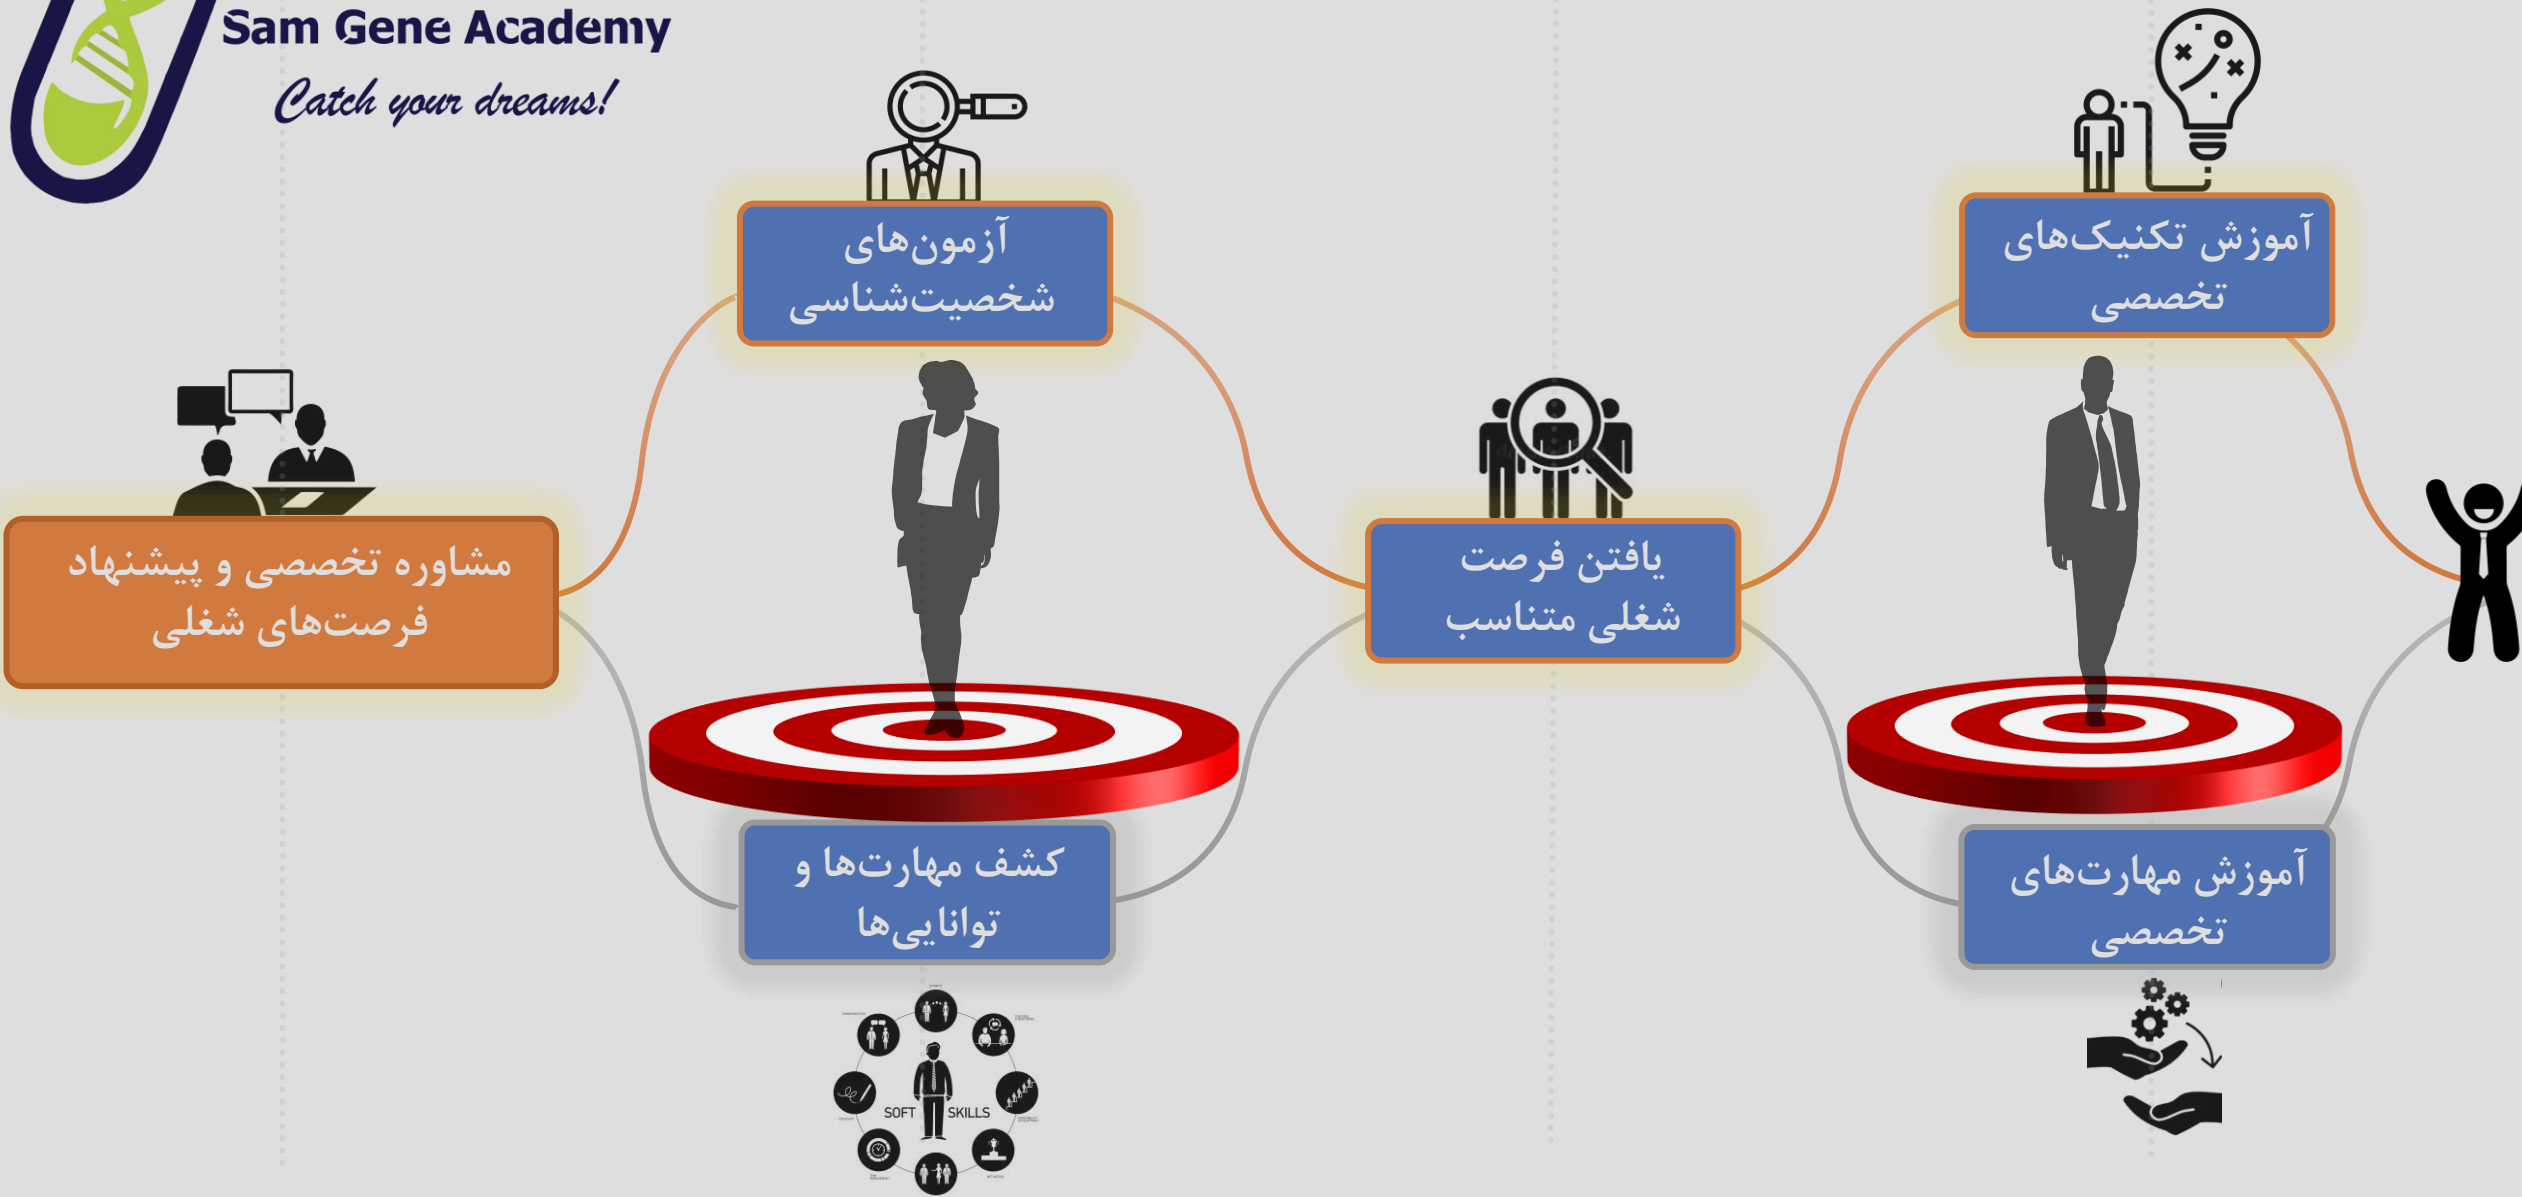 Sam Gene Academy
Catch your dreams!
آزمون‌های
شخصیت‌شناسی
آموزش تکنیک‌های
تخصصی
مشاوره تخصصی و پیشنهاد
فرصت‌های شغلی
یافتن فرصت
شغلی متناسب
کشف مهارت‌ها و
توانایی‌ها
آموزش مهارت‌های
تخصصی
SOFT SKILLS